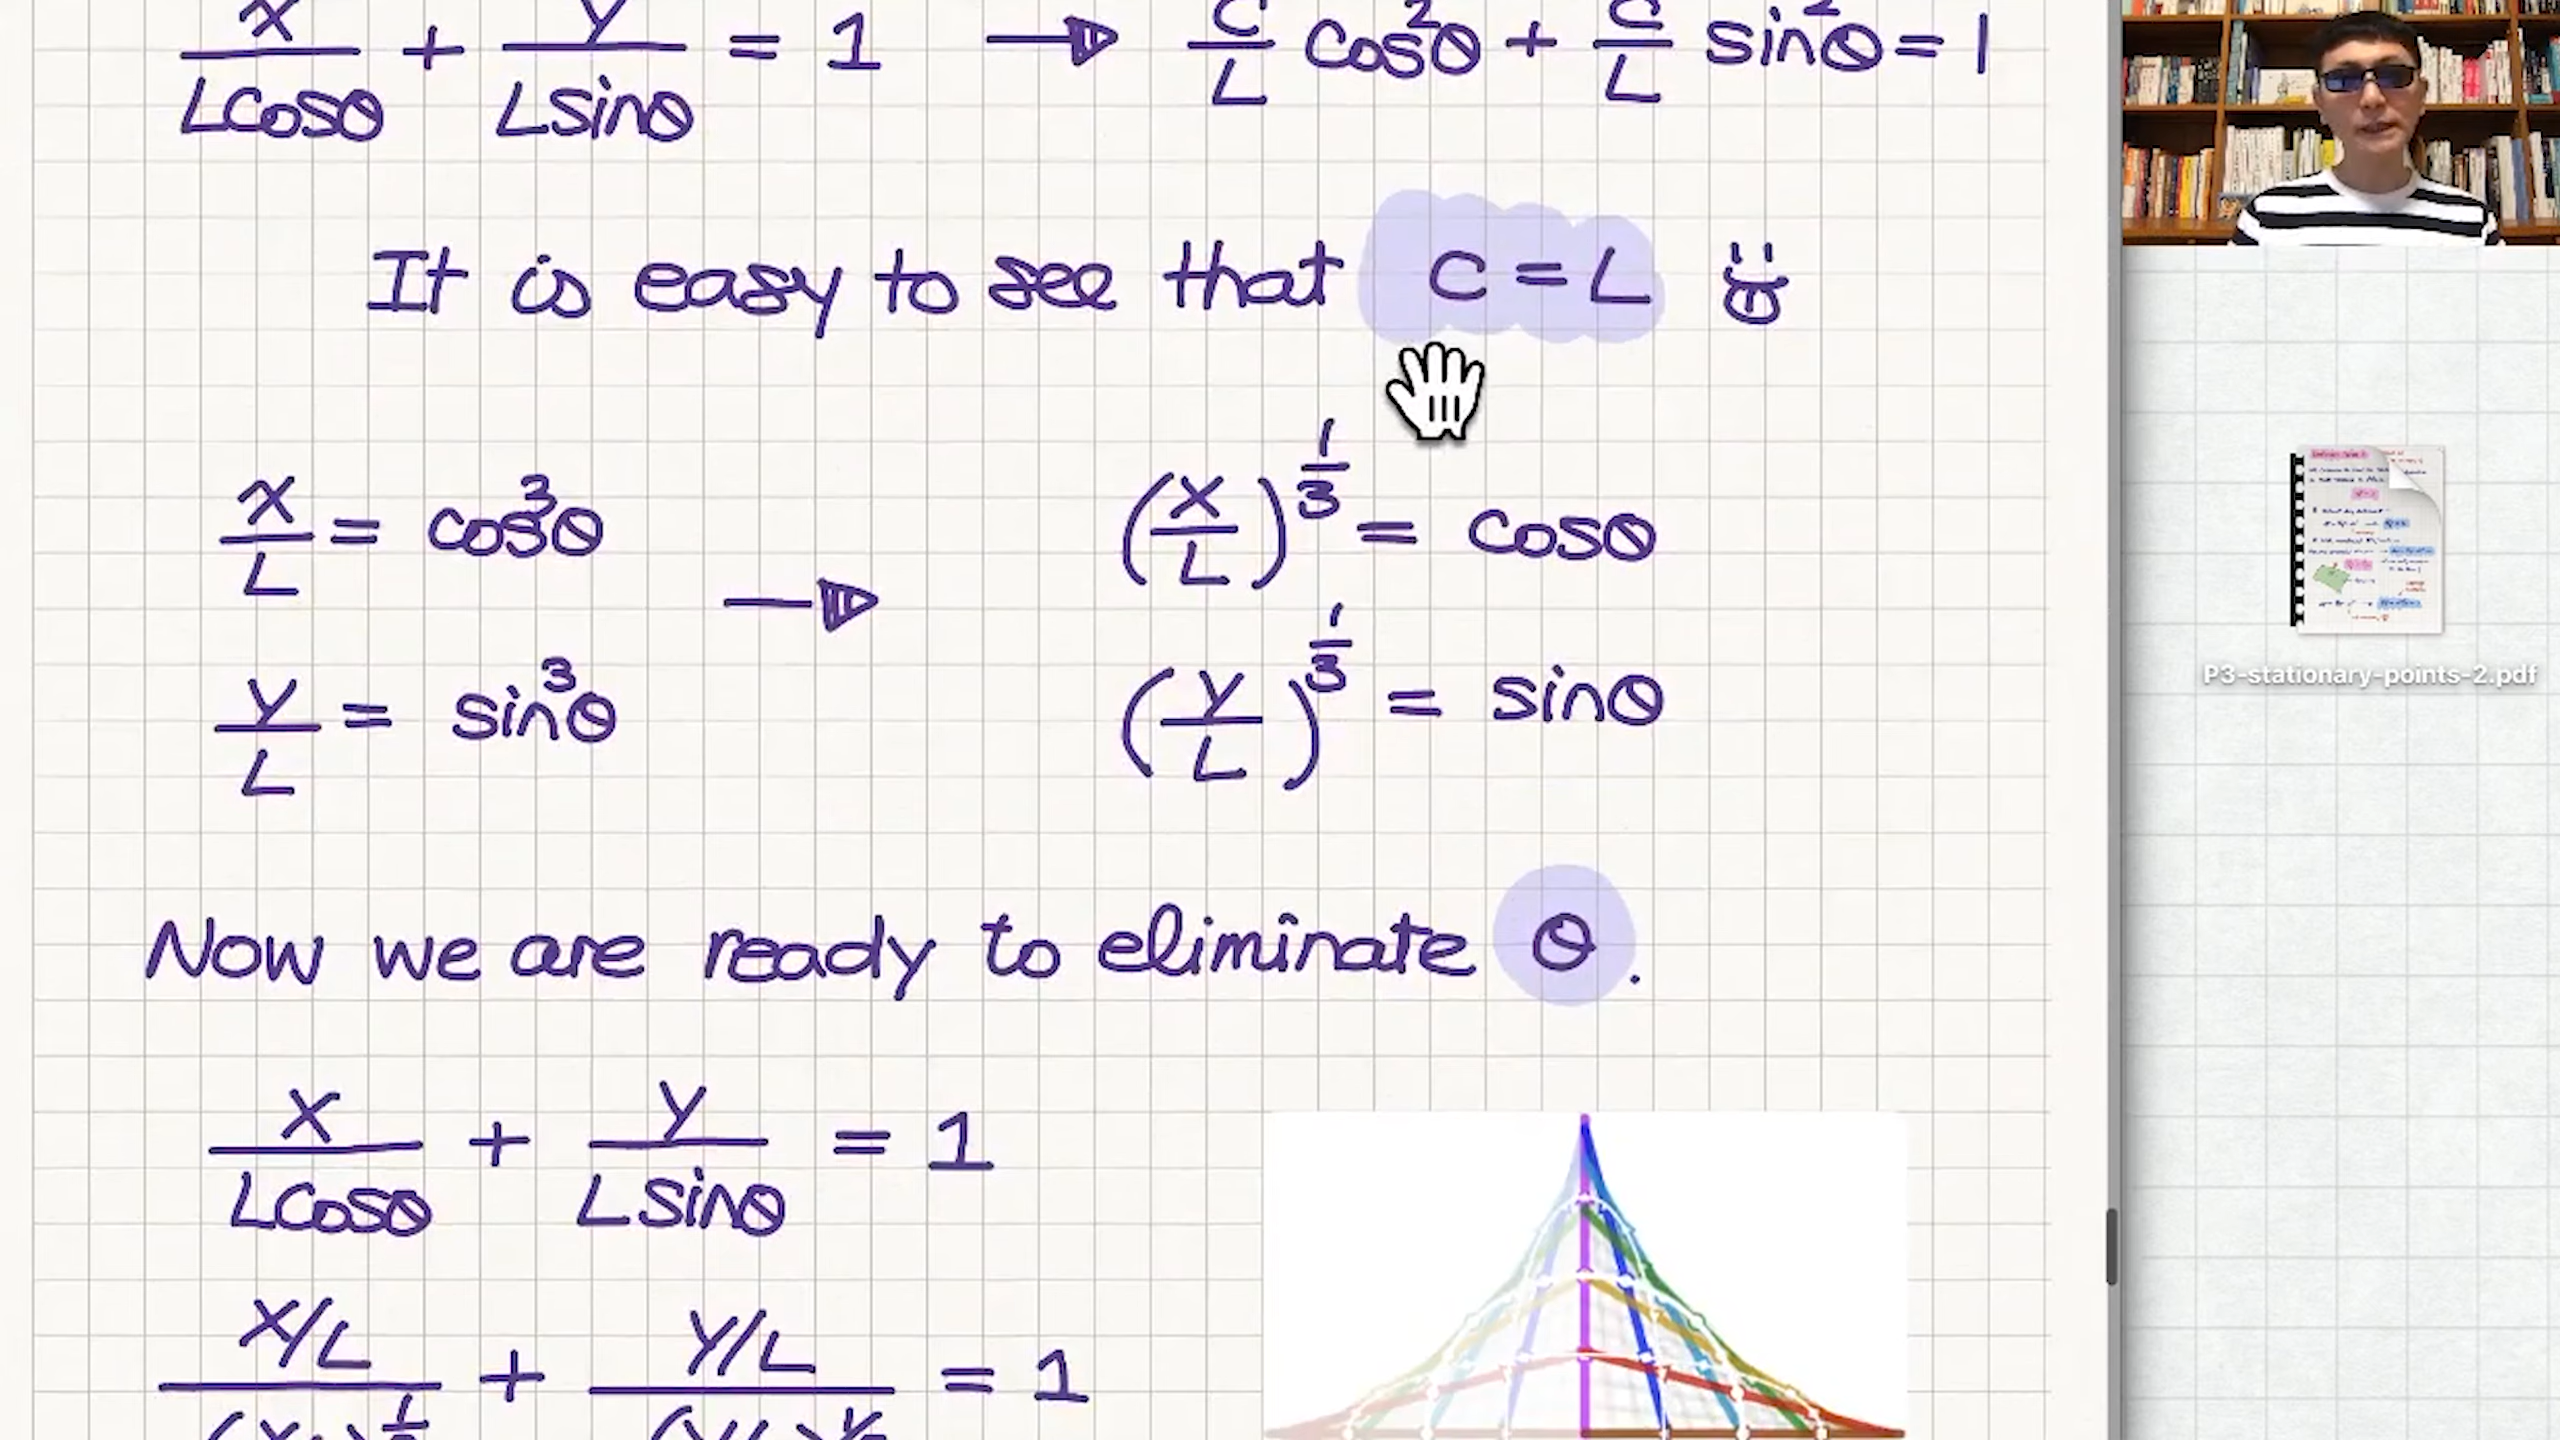 x/(Lcosθ) + y/(Lsinθ) = 1 → c/L cos²θ + c/L sin²θ = 1
It is easy to see that c = L
x/L = cos³θ → (x/L)^(1/3) = cosθ
y/L = sin³θ (y/L)^(1/3) = sinθ
P3-stationary-points-2.pdf
Now we are ready to eliminate θ.
x/(Lcosθ) + y/(Lsinθ) = 1
x/L + y/L = 1